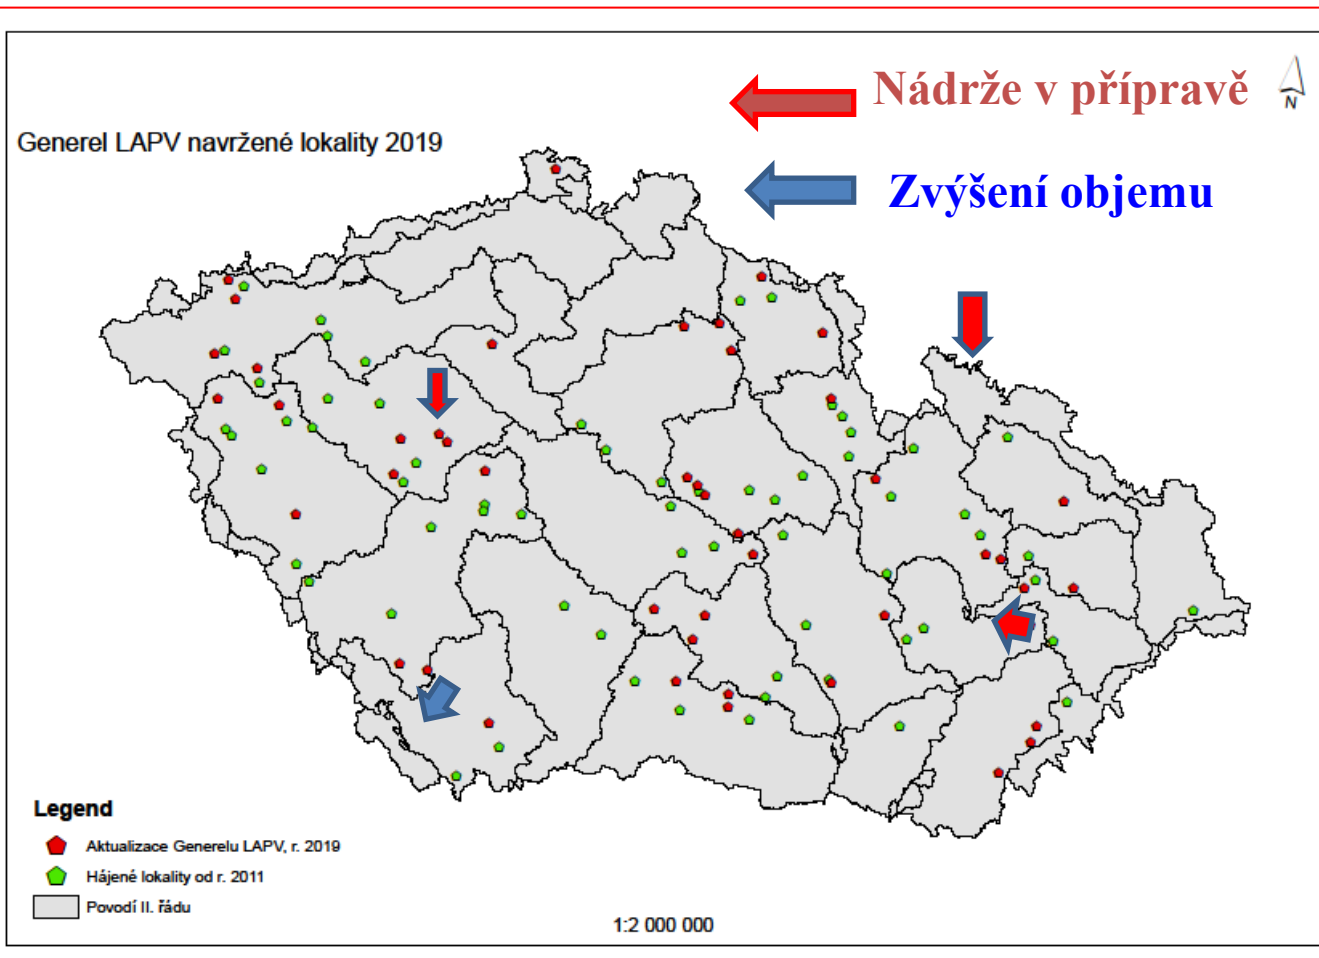 Nádrže v přípravě
N
Generel LAPV navržené lokality 2019
Zvýšení objemu
Legend
Aktualizace Generelu LAPV, r. 2019
Hájené lokality od r. 2011
Povodí II. řádu
1:2 000 000